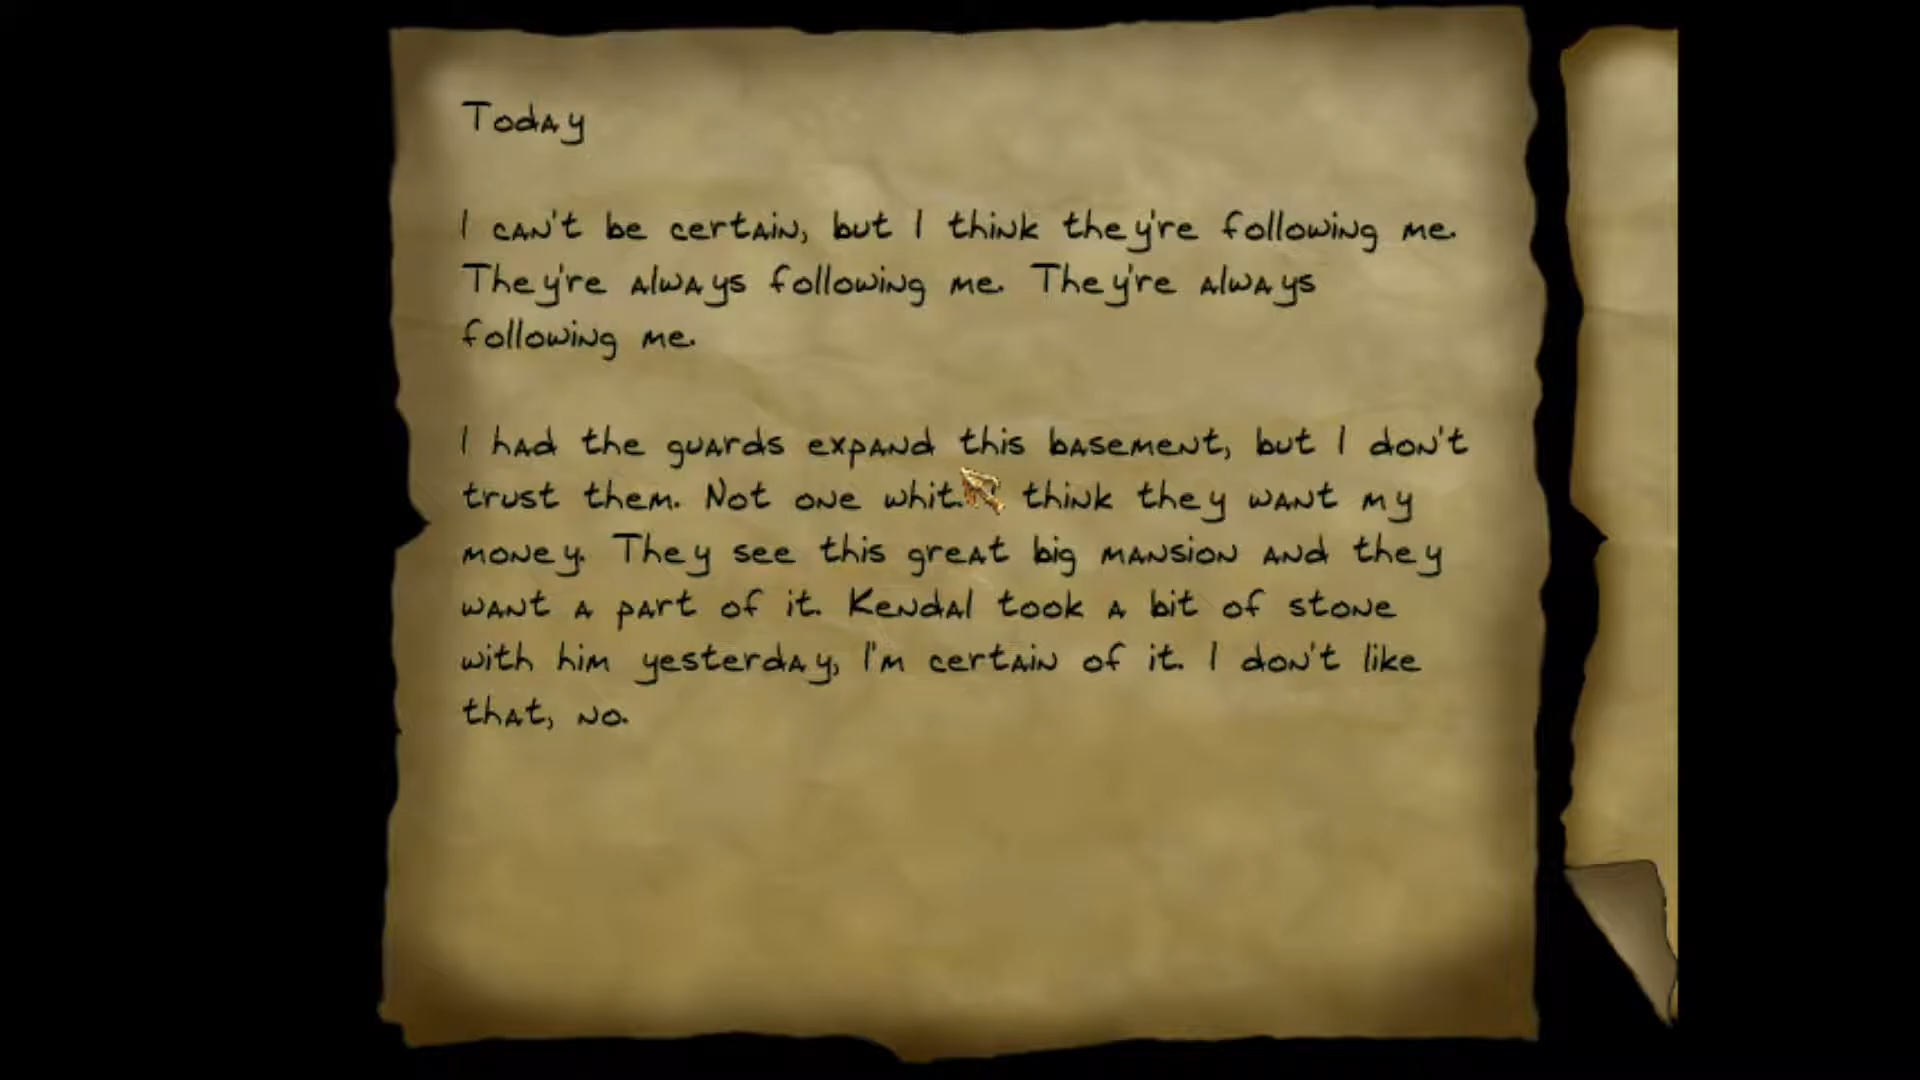 Today
I can't be certain, but I think they're following me.
They're always following me. They're always
following me.
I had the guards expand this basement, but I don't
trust them. Not one whit. think they want my
money. They see this great big mansion and they
want a part of it. Kendal took a bit of stone
with him yesterday, I'm certain of it. I don't like
that, no.